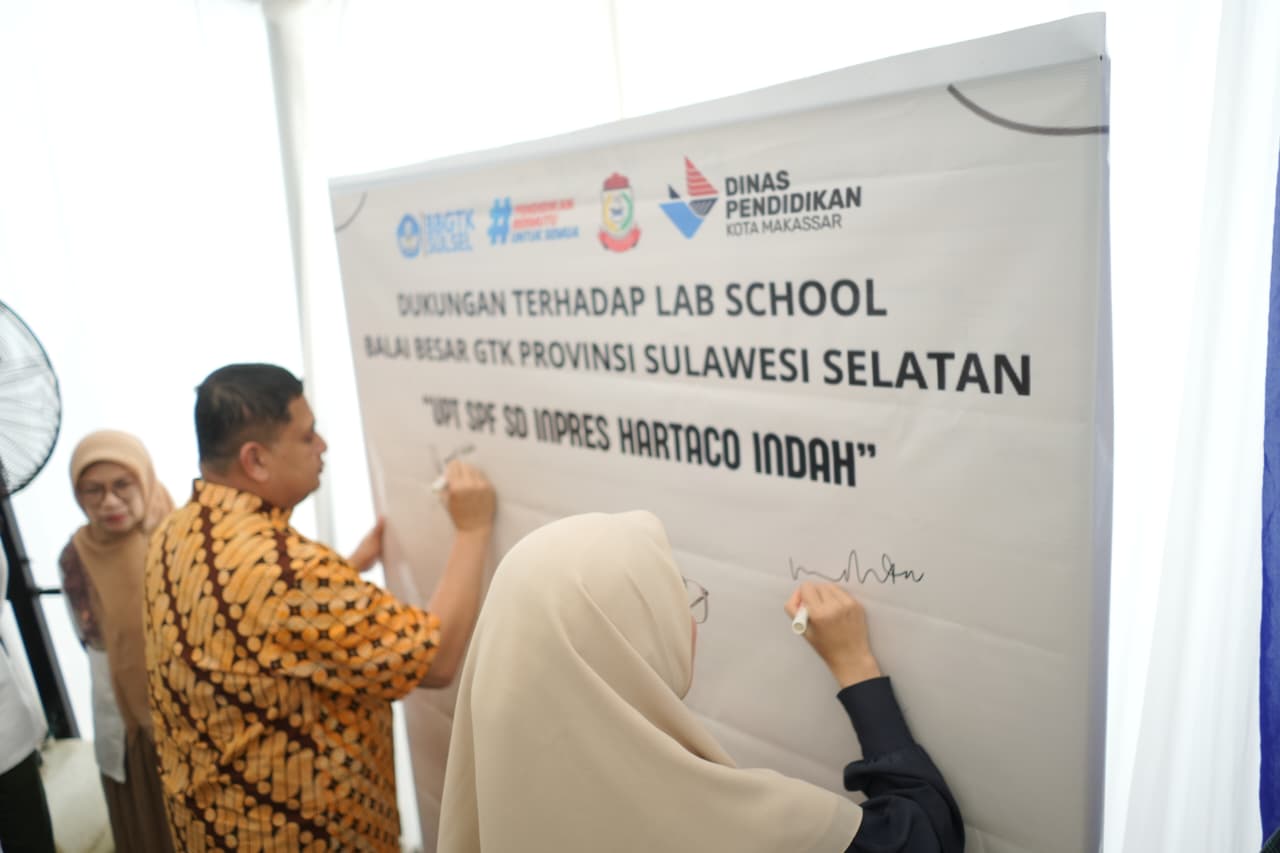 BBGTK
SULSEL
#
PENDIDIKAN
BERMUTU
UNTUK SEMUA
DINAS
PENDIDIKAN
KOTA MAKASSAR
DUKUNGAN TERHADAP LAB SCHOOL
BALAI BESAR GTK PROVINSI SULAWESI SELATAN
"UPT SPF SD INPRES HARTACO INDAH"